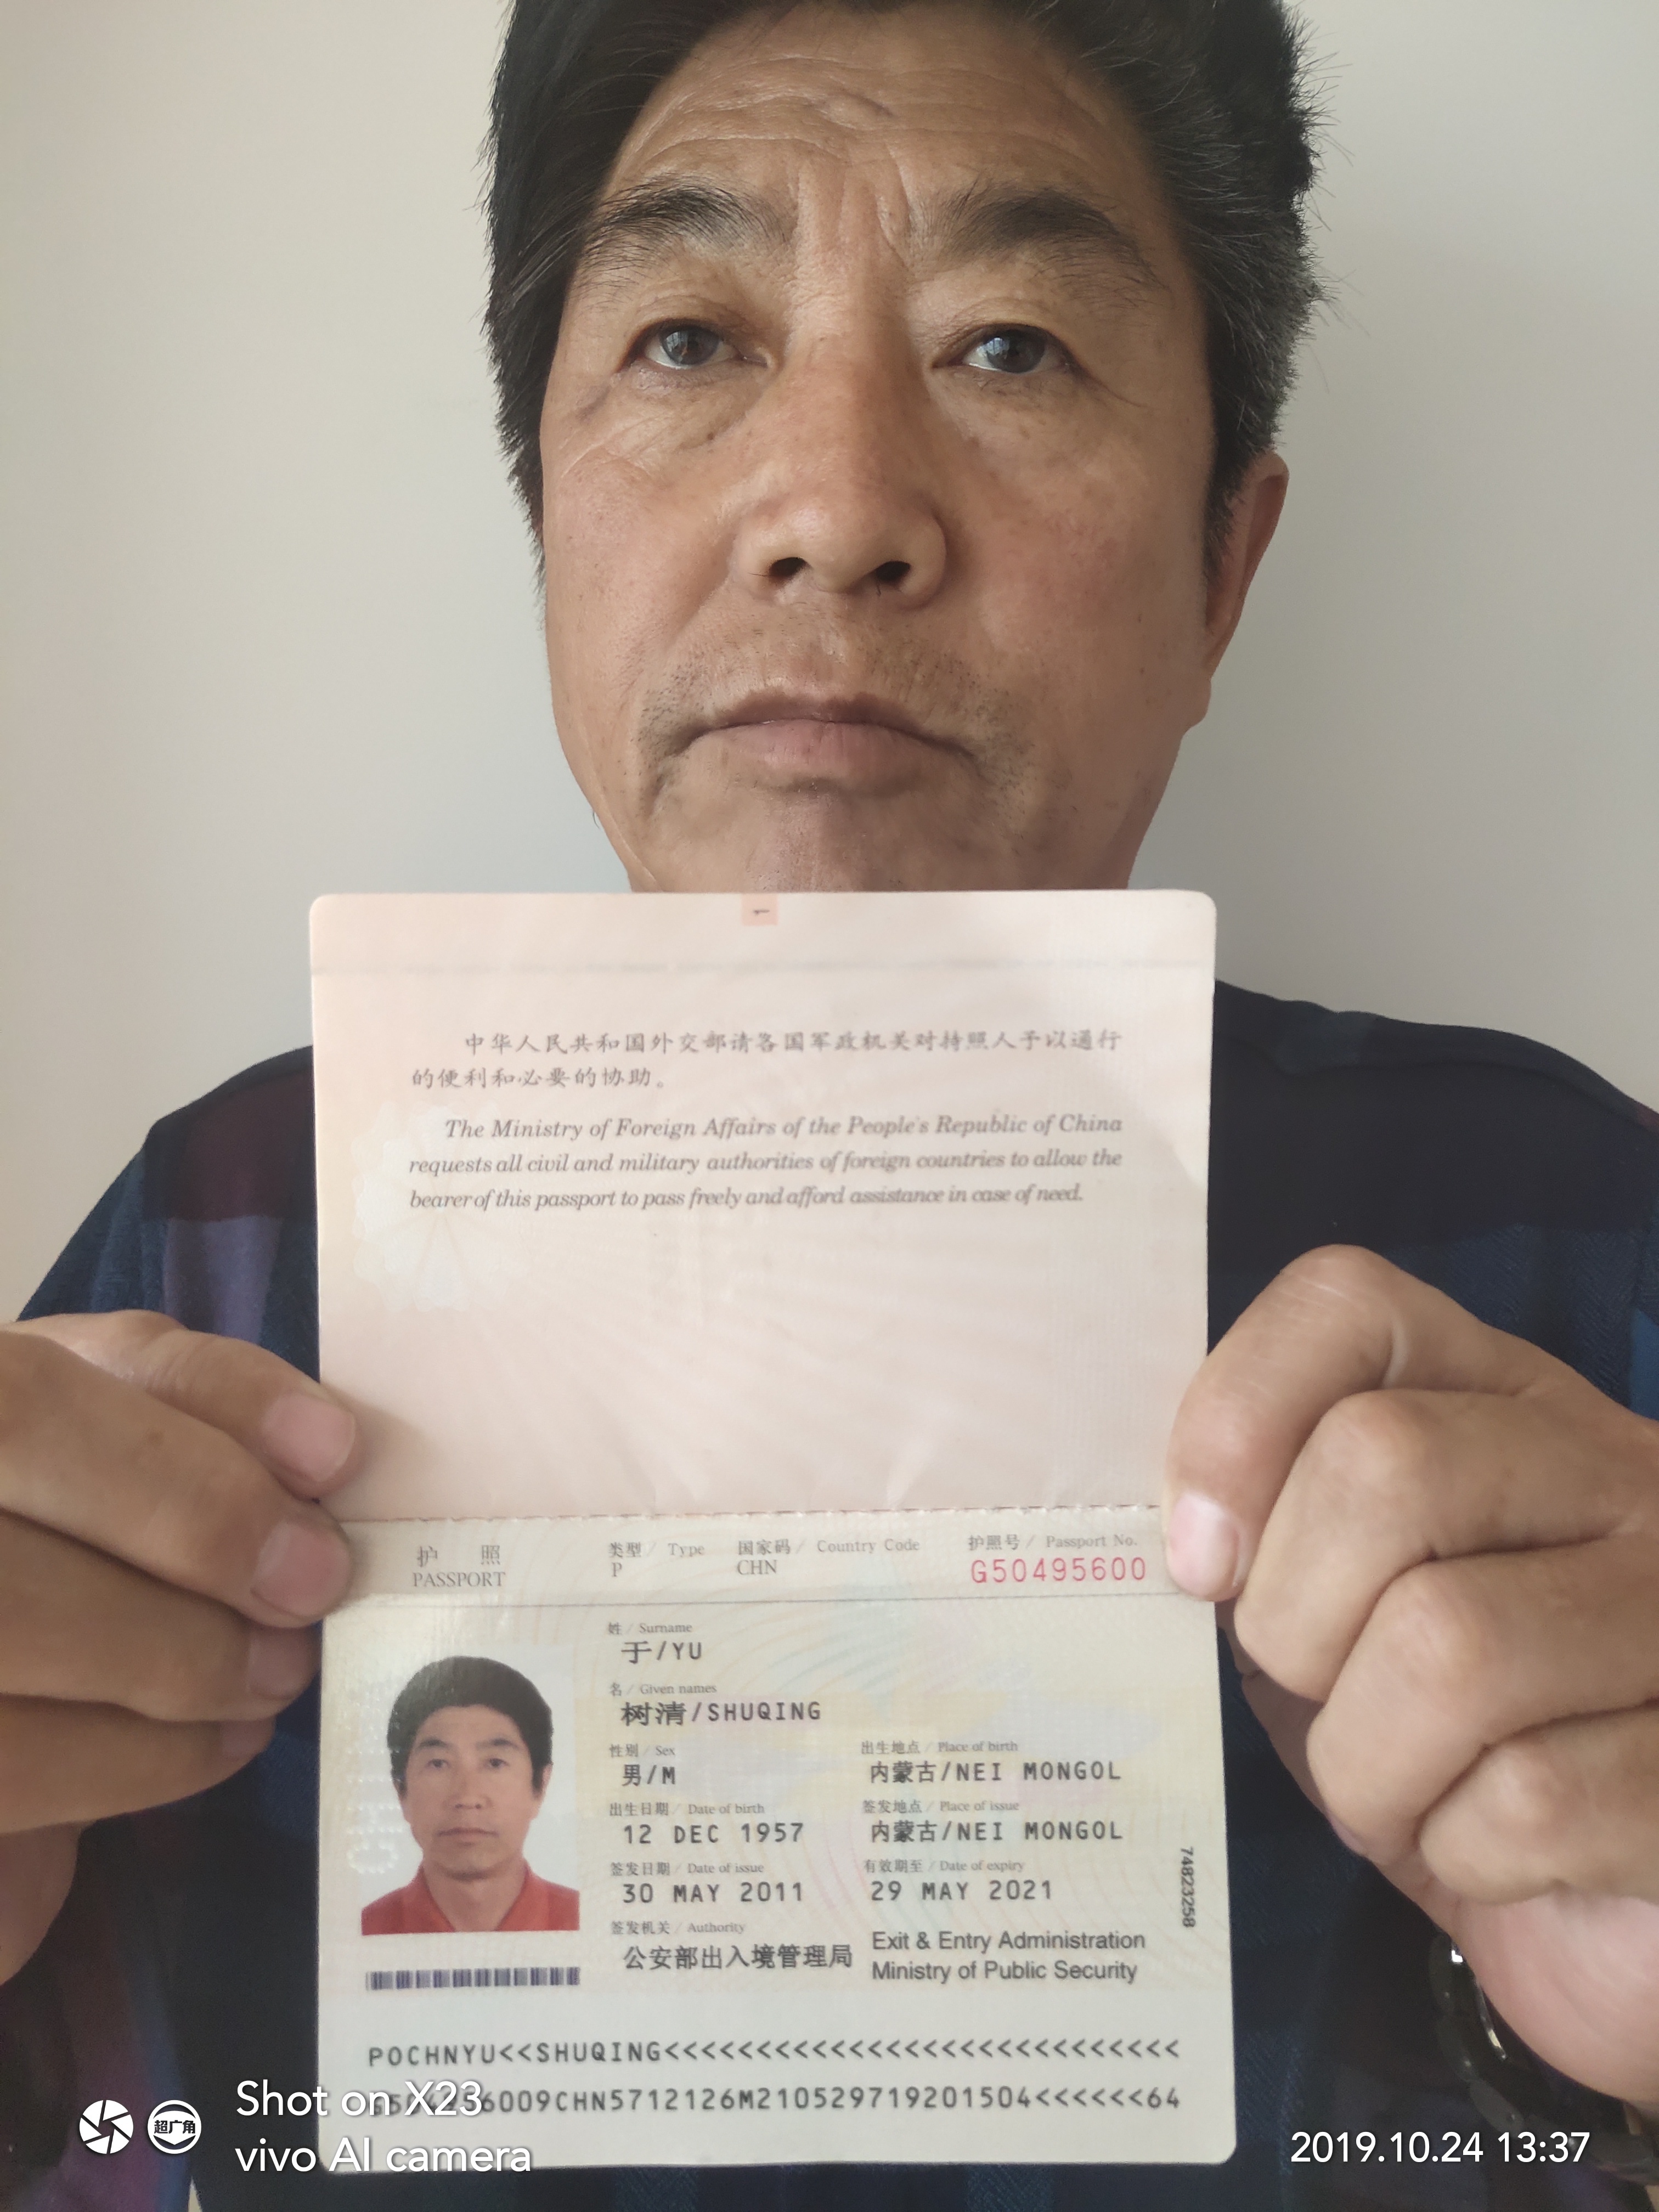 1
中华人民共和国外交部请各国军政机关对持照人予以通行
的便利和必要的协助。
The Ministry of Foreign Affairs of the People's Republic of China
requests all civil and military authorities of foreign countries to allow the
bearer of this passport to pass freely and afford assistance in case of need.
护 照 类型 / Type 国家码 / Country Code 护照号 / Passport No.
PASSPORT P CHN G50495600
姓 / Surname
于/YU
名 / Given names
树清/SHUQING
性别 / Sex 出生地点 / Place of birth
男/M 内蒙古/NEI MONGOL
出生日期 / Date of birth 签发地点 / Place of issue
12 DEC 1957 内蒙古/NEI MONGOL
签发日期 / Date of issue 有效期至 / Date of expiry
30 MAY 2011 29 MAY 2021
签发机关 / Authority
公安部出入境管理局 Exit & Entry Administration
Ministry of Public Security
74823258
POCHNYU<<SHUQING<<<<<<<<<<<<<<<<<<<<<<<<<<<<
6009CHN5712126M210529719201504<<<<<<64
超广角
Shot on X23
vivo AI camera
2019.10.24 13:37